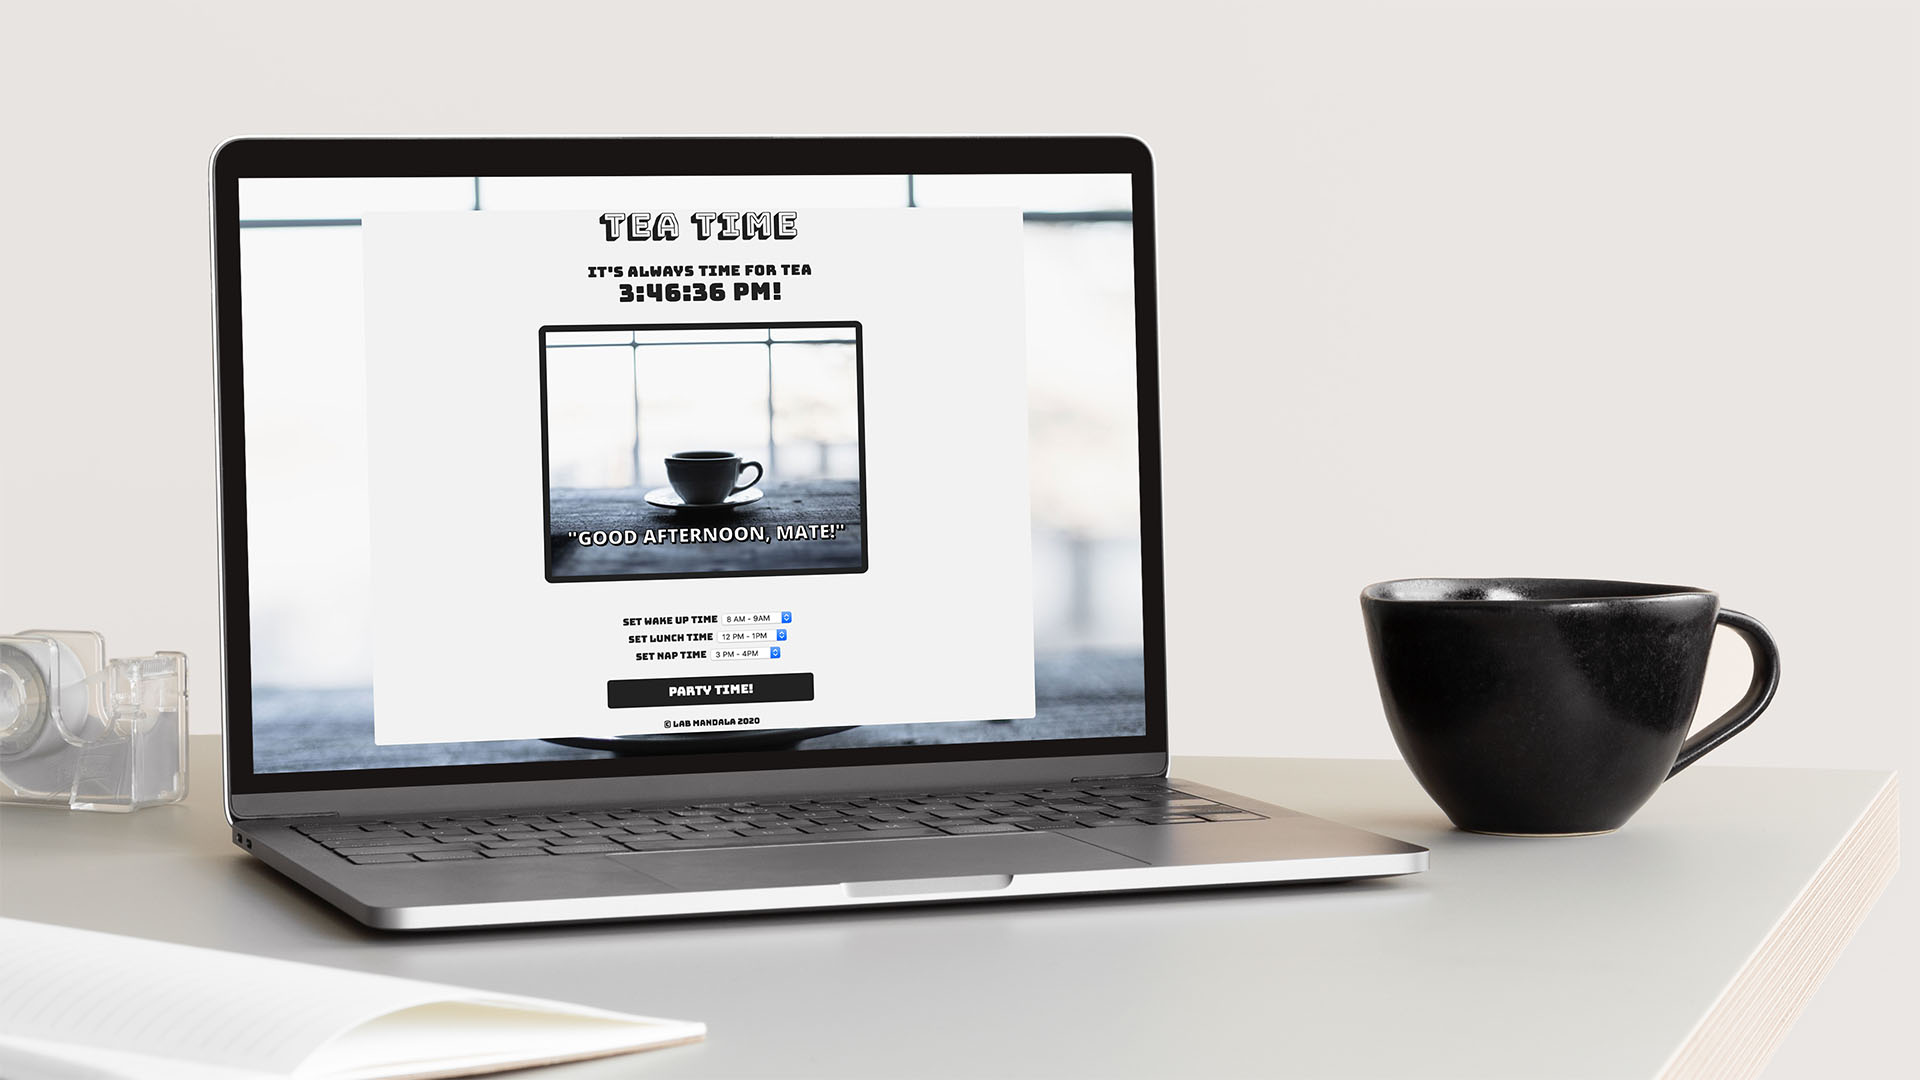 TEA TIME
IT'S ALWAYS TIME FOR TEA
3:46:36 PM!
"GOOD AFTERNOON, MATE!"
SET WAKE UP TIME 8 AM - 9AM
SET LUNCH TIME 12 PM - 1PM
SET NAP TIME 3 PM - 4PM
PARTY TIME!
© LAB MANDALA 2020